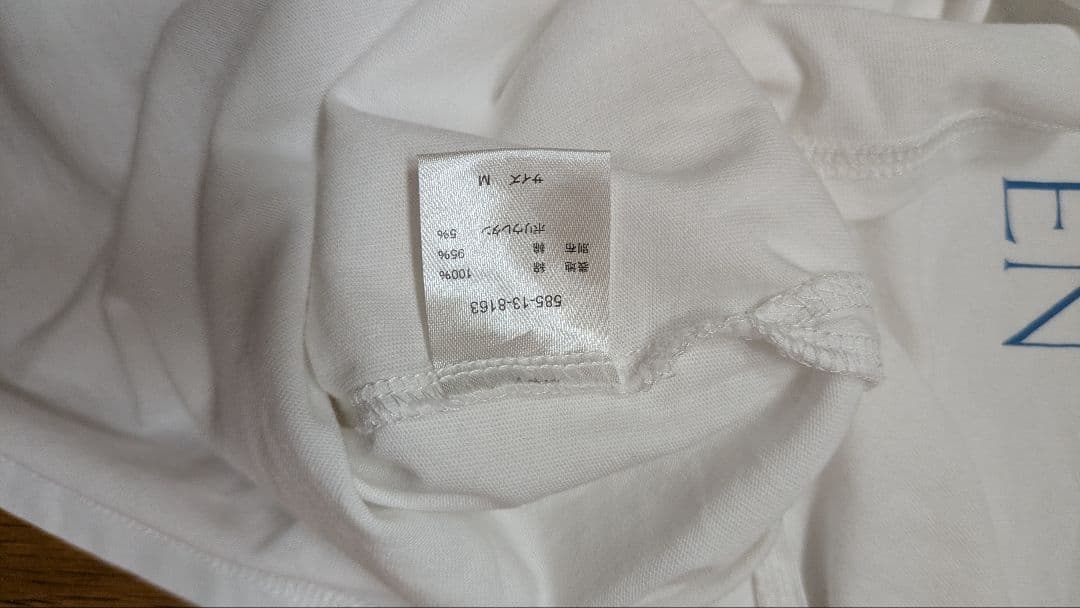 585-13-8163
表地 綿 100%
別布 綿 95%
ポリウレタン 5%
サイズ M
EN